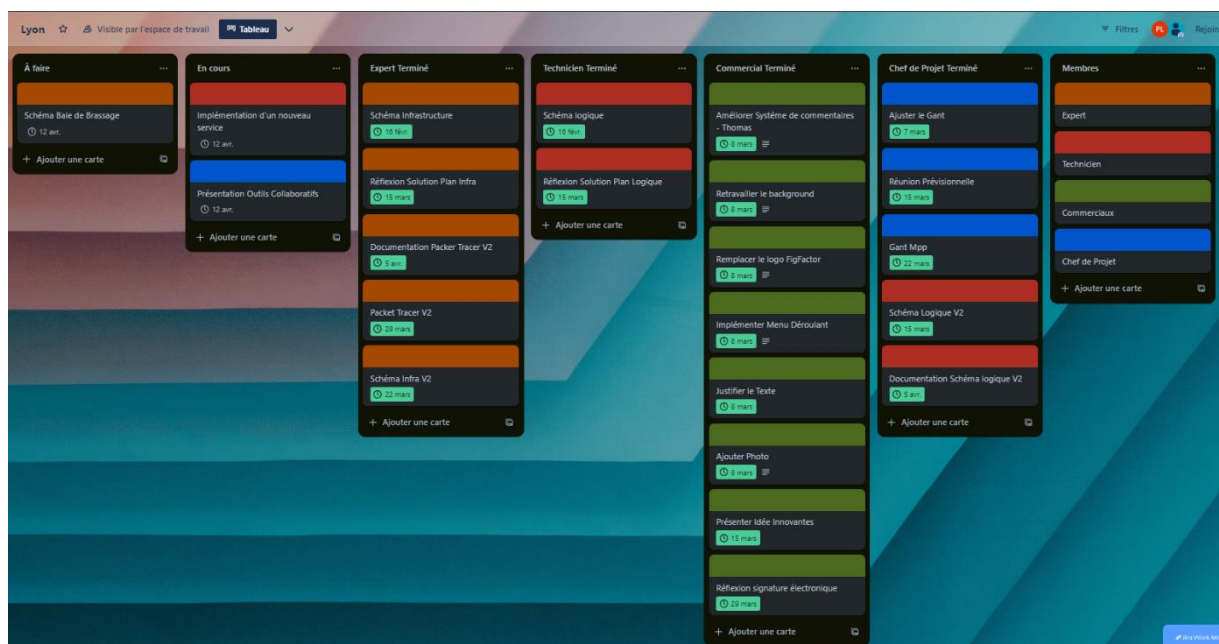 Lyon
Visible par l'espace de travail
Tableau
Filtres
PL
Rejoin
À faire
Schéma Baie de Brassage
12 avr.
+ Ajouter une carte
En cours
Implémentation d'un nouveau
service
12 avr.
Présentation Outils Collaboratifs
12 avr.
+ Ajouter une carte
Expert Terminé
Schéma Infrastructure
16 févr.
Réflexion Solution Plan Infra
15 mars
Documentation Packer Tracer V2
5 avr.
Packet Tracer V2
29 mars
Schéma Infra V2
22 mars
+ Ajouter une carte
Technicien Terminé
Schéma logique
16 févr.
Réflexion Solution Plan Logique
15 mars
+ Ajouter une carte
Commercial Terminé
Améliorer Système de commentaires
- Thomas
8 mars
Retravailler le background
8 mars
Remplacer le logo FigFactor
8 mars
Implémenter Menu Déroulant
8 mars
Justifier le Texte
8 mars
Ajouter Photo
8 mars
Présenter Idée Innovantes
15 mars
Réflexion signature électronique
29 mars
+ Ajouter une carte
Chef de Projet Terminé
Ajuster le Gant
7 mars
Réunion Prévisionnelle
15 mars
Gant Mpp
22 mars
Schéma Logique V2
15 mars
Documentation Schéma logique V2
5 avr.
+ Ajouter une carte
Membres
Expert
Technicien
Commerciaux
Chef de Projet
+ Ajouter une carte